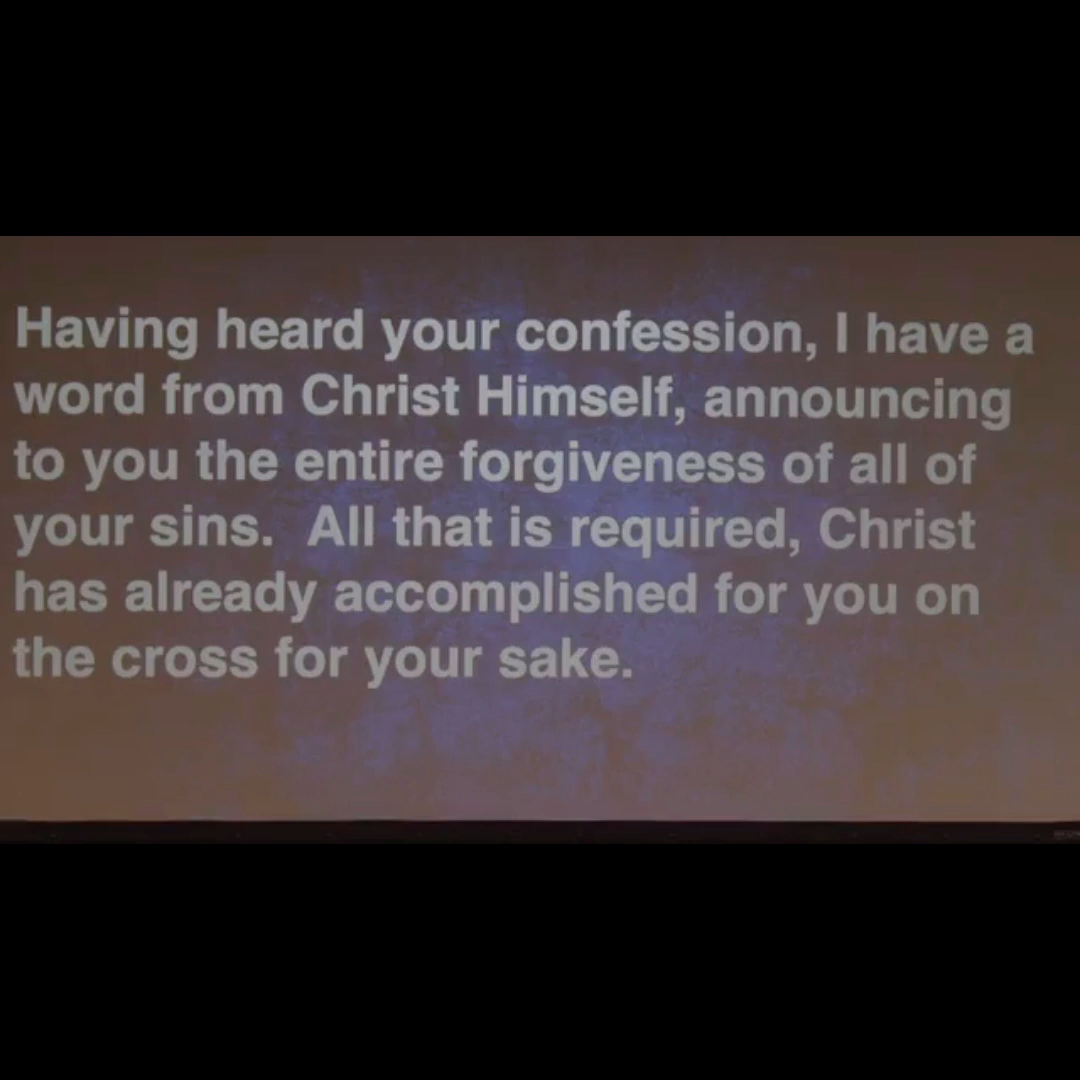 Having heard your confession, I have a
word from Christ Himself, announcing
to you the entire forgiveness of all of
your sins.  All that is required, Christ
has already accomplished for you on
the cross for your sake.